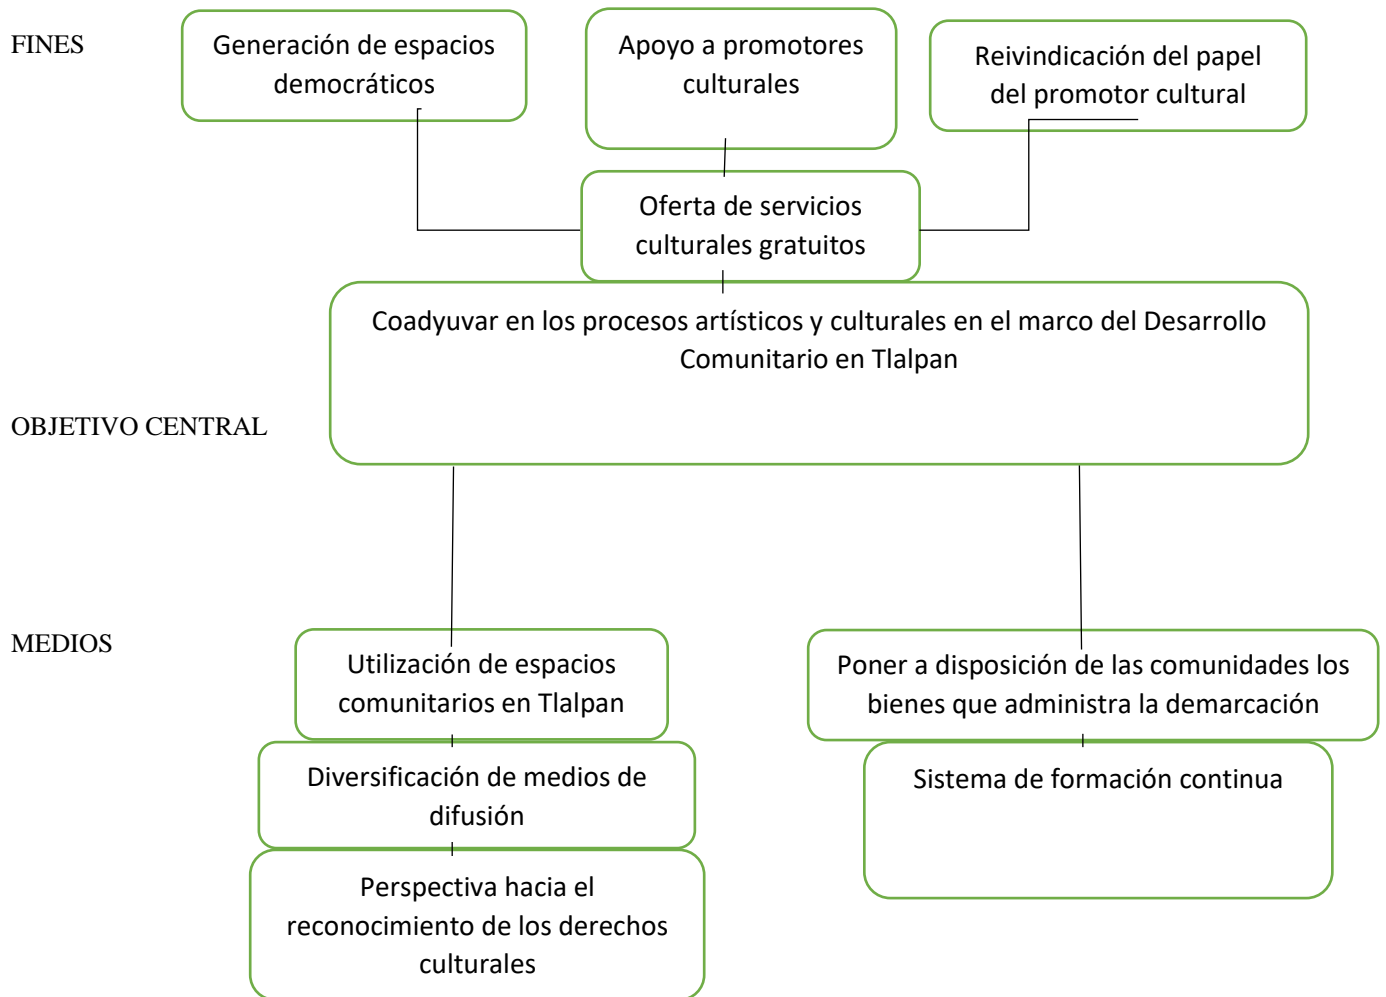 FINES
Generación de espacios
democráticos
Apoyo a promotores
culturales
Reivindicación del papel
del promotor cultural
Oferta de servicios
culturales gratuitos
Coadyuvar en los procesos artísticos y culturales en el marco del Desarrollo
Comunitario en Tlalpan
OBJETIVO CENTRAL
MEDIOS
Utilización de espacios
comunitarios en Tlalpan
Diversificación de medios de
difusión
Perspectiva hacia el
reconocimiento de los derechos
culturales
Poner a disposición de las comunidades los
bienes que administra la demarcación
Sistema de formación continua